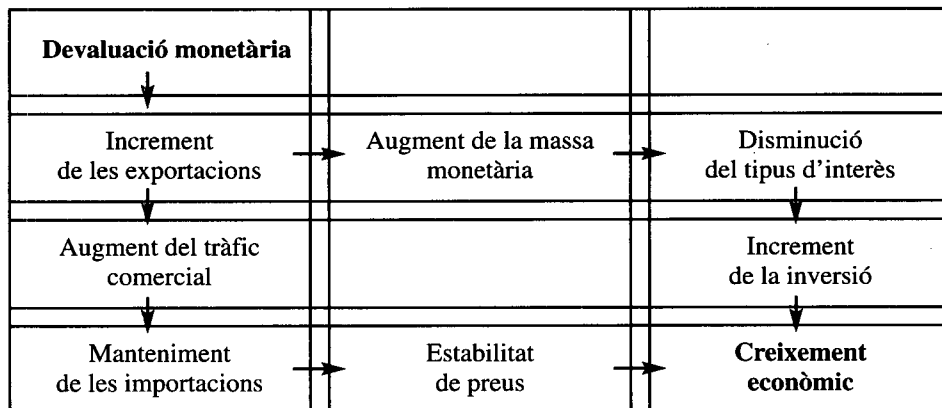 Devaluació monetària
Increment
de les exportacions
Augment de la massa
monetària
Disminució
del tipus d'interès
Augment del tràfic
comercial
Increment
de la inversió
Manteniment
de les importacions
Estabilitat
de preus
Creixement
econòmic